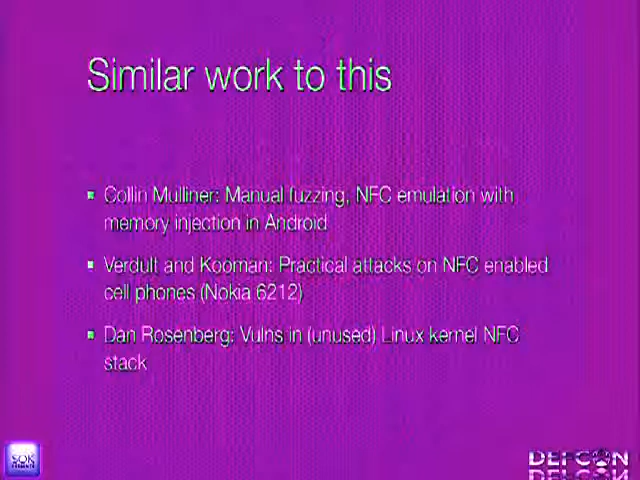 Similar work to this
Collin Mulliner: Manual fuzzing, NFC emulation with
memory injection in Android
Verdult and Kooman: Practical attacks on NFC enabled
cell phones (Nokia 6212)
Dan Rosenberg: Vulns in (unused) Linux kernel NFC
stack
SOK
DEFCON